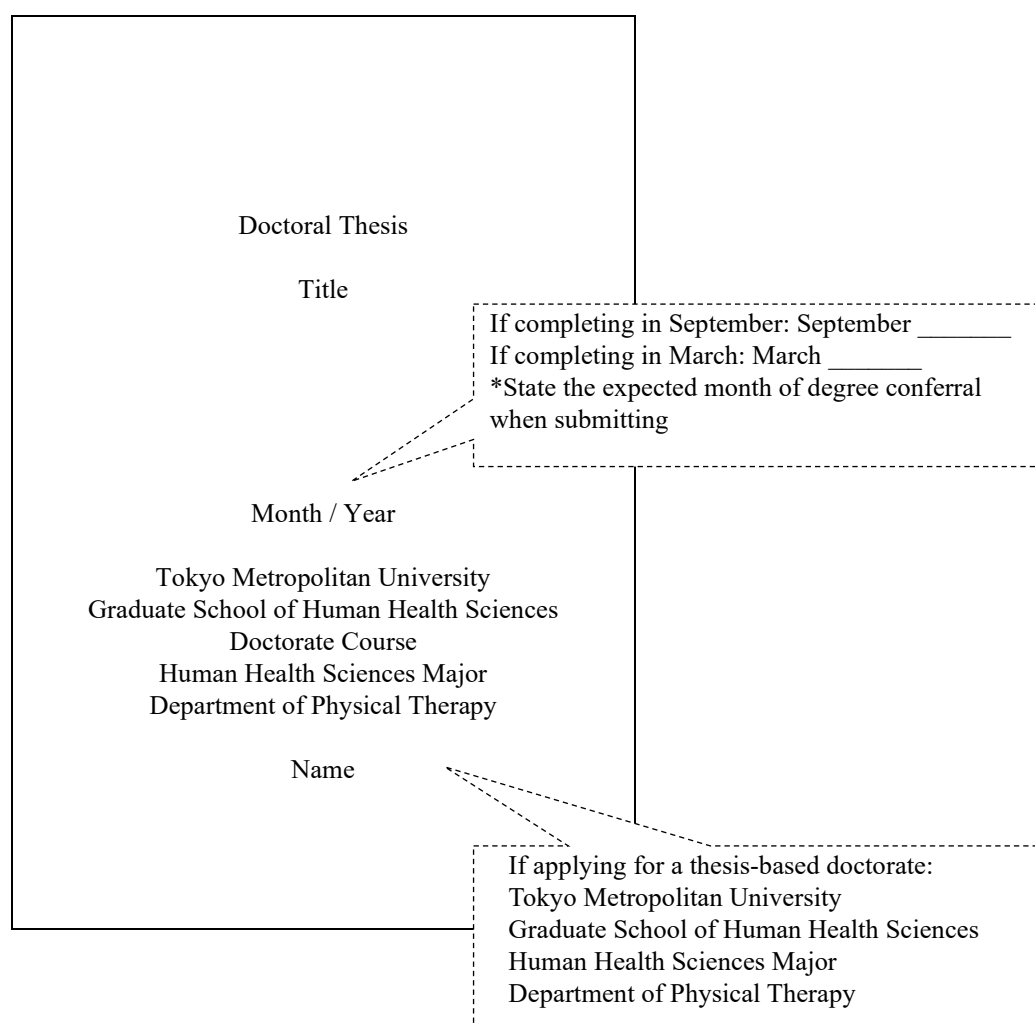 Doctoral Thesis
Title
If completing in September: September _______
If completing in March: March _______
*State the expected month of degree conferral
when submitting
Month / Year
Tokyo Metropolitan University
Graduate School of Human Health Sciences
Doctorate Course
Human Health Sciences Major
Department of Physical Therapy
Name
If applying for a thesis-based doctorate:
Tokyo Metropolitan University
Graduate School of Human Health Sciences
Human Health Sciences Major
Department of Physical Therapy